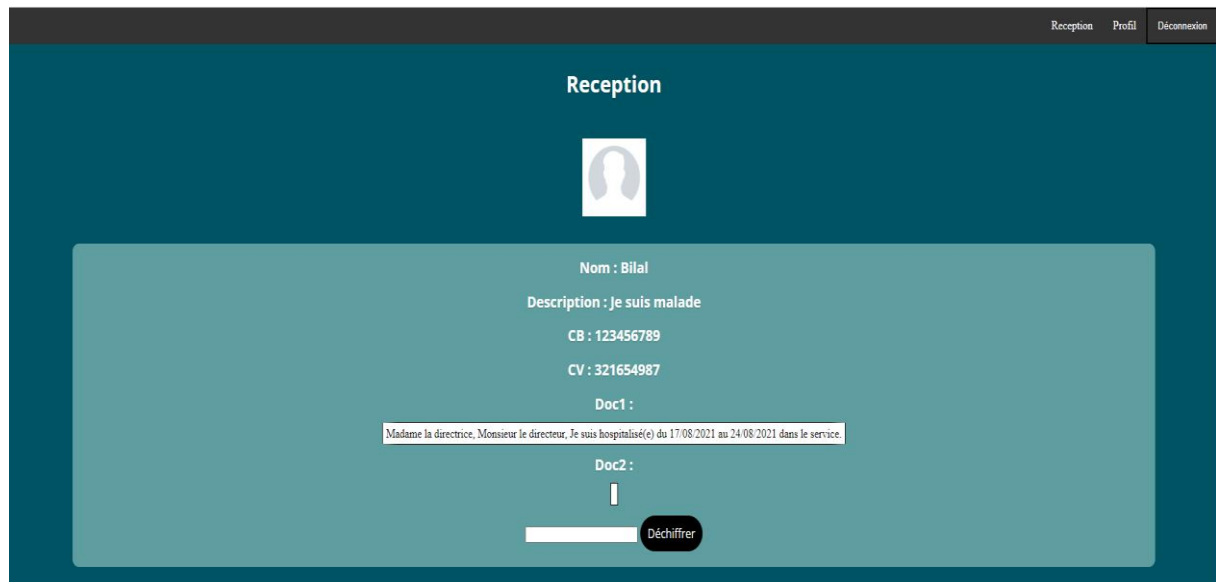 Reception Profil Déconnexion
Reception
Nom : Bilal
Description : Je suis malade
CB : 123456789
CV : 321654987
Doc1 :
Madame la directrice, Monsieur le directeur, Je suis hospitalisé(e) du 17/08/2021 au 24/08/2021 dans le service.
Doc2 :
Déchiffrer